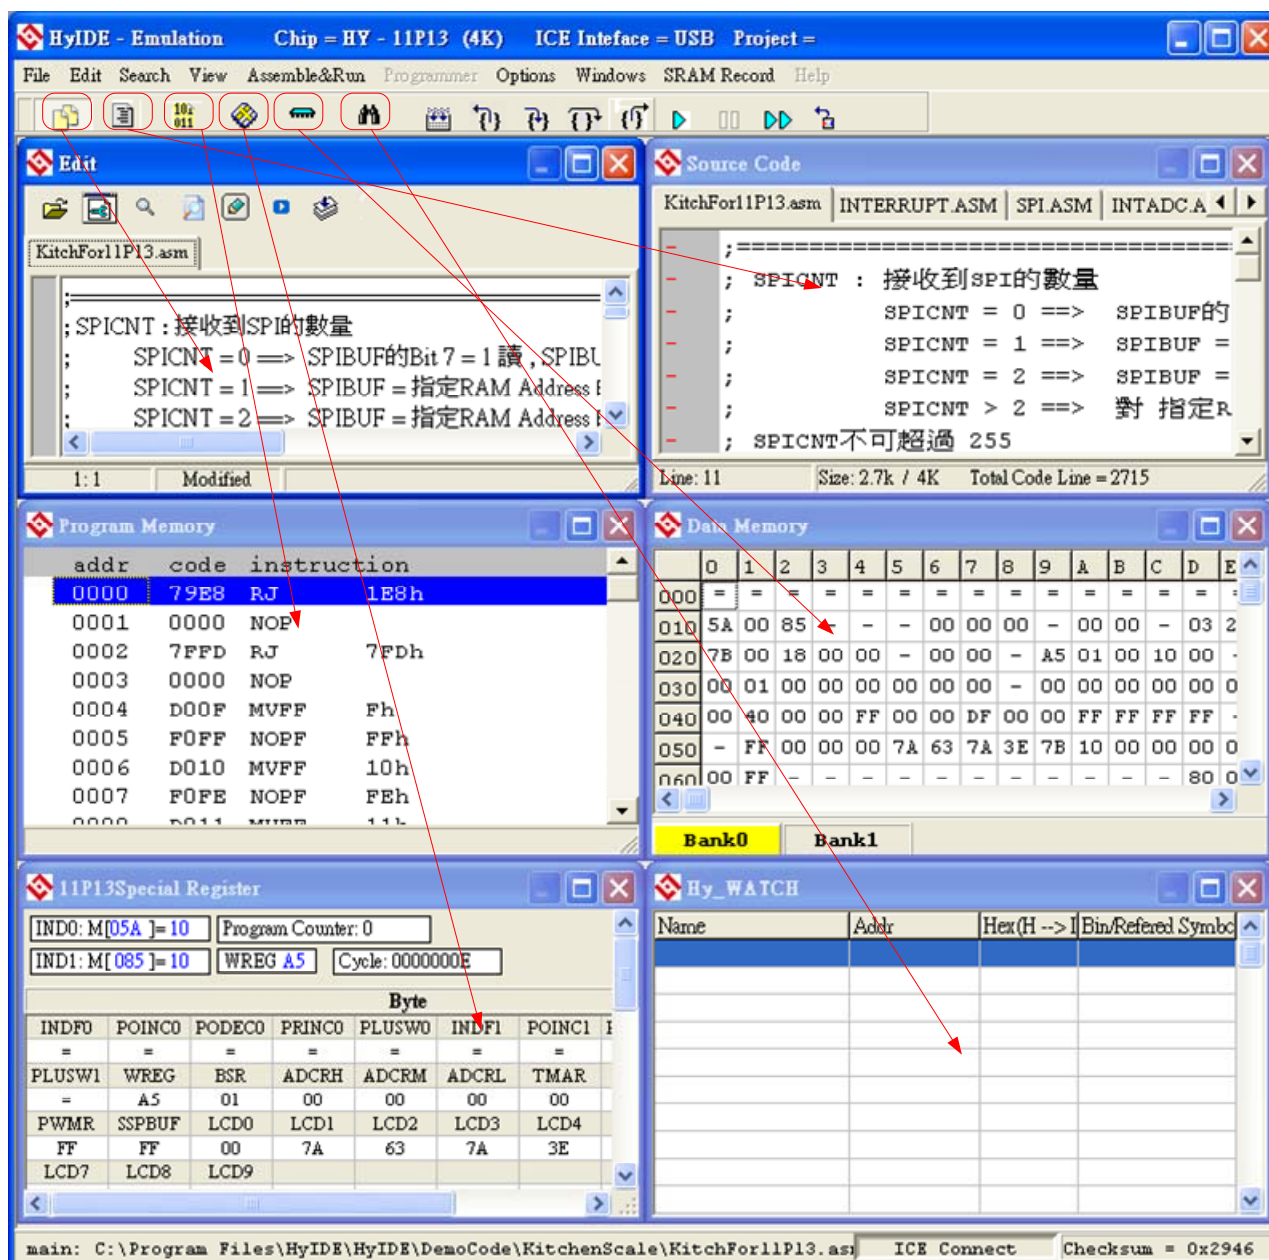 HyIDE - Emulation Chip = HY - 11P13 (4K) ICE Inteface = USB Project =
File Edit Search View Assemble&Run Programmer Options Windows SRAM Record Help
Edit
KitchFor11P13.asm
;SPICNT : 接收到SPI的數量
; SPICNT = 0 ==> SPIBUF的Bit 7 = 1 讀 , SPIBU
; SPICNT = 1 ==> SPIBUF = 指定RAM Address
; SPICNT = 2 ==> SPIBUF = 指定RAM Address
1: 1 Modified
Source Code
KitchFor11P13.asm INTERRUPT.ASM SPI.ASM INTADC.A
;==================================
; SPICNT : 接收到SPI的數量
; SPICNT = 0 ==> SPIBUF的
; SPICNT = 1 ==> SPIBUF =
; SPICNT = 2 ==> SPIBUF =
; SPICNT > 2 ==> 對 指定R
; SPICNT不可超過 255
Line: 11 Size: 2.7k / 4K Total Code Line = 2715
Program Memory
addr code instruction
0000 79E8 RJ 1E8h
0001 0000 NOP
0002 7FFD RJ 7FDh
0003 0000 NOP
0004 D00F MVFF Fh
0005 F0FF NOPF FFh
0006 D010 MVFF 10h
0007 F0FE NOPF FEh
0008 D011 MVFF 11h
Data Memory
0 1 2 3 4 5 6 7 8 9 A B C D E
000 = = = = = = = = = = = = = =
010 5A 00 85 - - - 00 00 00 - 00 00 - 03 2
020 7B 00 18 00 00 - 00 00 - A5 01 00 10 00 -
030 00 01 00 00 00 00 00 00 - 00 00 00 00 00 0
040 00 40 00 00 FF 00 00 DF 00 00 FF FF FF FF -
050 - FF 00 00 00 7A 63 7A 3E 7B 10 00 00 00 0
060 00 FF - - - - - - - - - - - 80 0
Bank0 Bank1
11P13Special Register
IND0: M[05A ]= 10 Program Counter: 0
IND1: M[ 085 ]= 10 WREG A5 Cycle: 0000000E
Byte
INDF0 POINC0 PODEC0 PRINC0 PLUSW0 INDF1 POINC1
= = = = = = =
PLUSW1 WREG BSR ADCRH ADCRM ADCRL TMAR
= A5 01 00 00 00 00
PWMR SSPBUF LCD0 LCD1 LCD2 LCD3 LCD4
FF FF 00 7A 63 7A 3E
LCD7 LCD8 LCD9
Hy_WATCH
Name Addr Hex(H --> I Bin/Refered Symbo
main: C:\Program Files\HyIDE\HyIDE\DemoCode\KitchenScale\KitchFor11P13.as ICE Connect Checksum = 0x2946